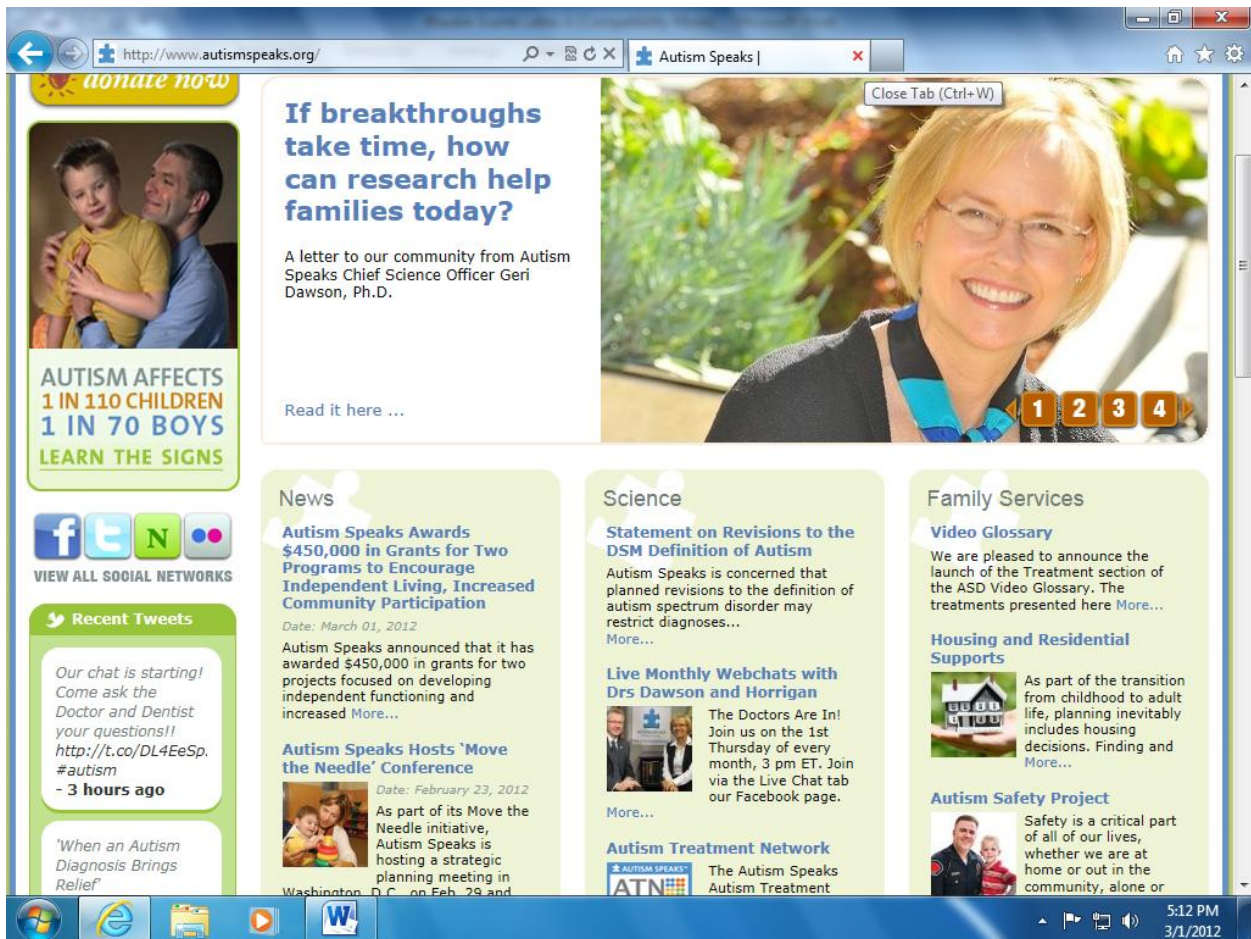 http://www.autismspeaks.org/
Autism Speaks |
Close Tab (Ctrl+W)
donate now
AUTISM AFFECTS
1 IN 110 CHILDREN
1 IN 70 BOYS
LEARN THE SIGNS
f
t
N
VIEW ALL SOCIAL NETWORKS
Recent Tweets
Our chat is starting!
Come ask the
Doctor and Dentist
your questions!!
http://t.co/DL4EeSp.
#autism
- 3 hours ago
'When an Autism
Diagnosis Brings
Relief'
If breakthroughs
take time, how
can research help
families today?
A letter to our community from Autism
Speaks Chief Science Officer Geri
Dawson, Ph.D.
Read it here ...
1 2 3 4
News
Autism Speaks Awards
$450,000 in Grants for Two
Programs to Encourage
Independent Living, Increased
Community Participation
Date: March 01, 2012
Autism Speaks announced that it has
awarded $450,000 in grants for two
projects focused on developing
independent functioning and
increased More...
Autism Speaks Hosts 'Move
the Needle' Conference
Date: February 23, 2012
As part of its Move the
Needle initiative,
Autism Speaks is
hosting a strategic
planning meeting in
Washington, D.C., on Feb. 29 and
Science
Statement on Revisions to the
DSM Definition of Autism
Autism Speaks is concerned that
planned revisions to the definition of
autism spectrum disorder may
restrict diagnoses...
More...
Live Monthly Webchats with
Drs Dawson and Horrigan
The Doctors Are In!
Join us on the 1st
Thursday of every
month, 3 pm ET. Join
via the Live Chat tab
our Facebook page.
More...
Autism Treatment Network
AUTISM SPEAKS
ATN
The Autism Speaks
Autism Treatment
Family Services
Video Glossary
We are pleased to announce the
launch of the Treatment section of
the ASD Video Glossary. The
treatments presented here More...
Housing and Residential
Supports
As part of the transition
from childhood to adult
life, planning inevitably
includes housing
decisions. Finding and
More...
Autism Safety Project
Safety is a critical part
of all of our lives,
whether we are at
home or out in the
community, alone or
W
5:12 PM
3/1/2012